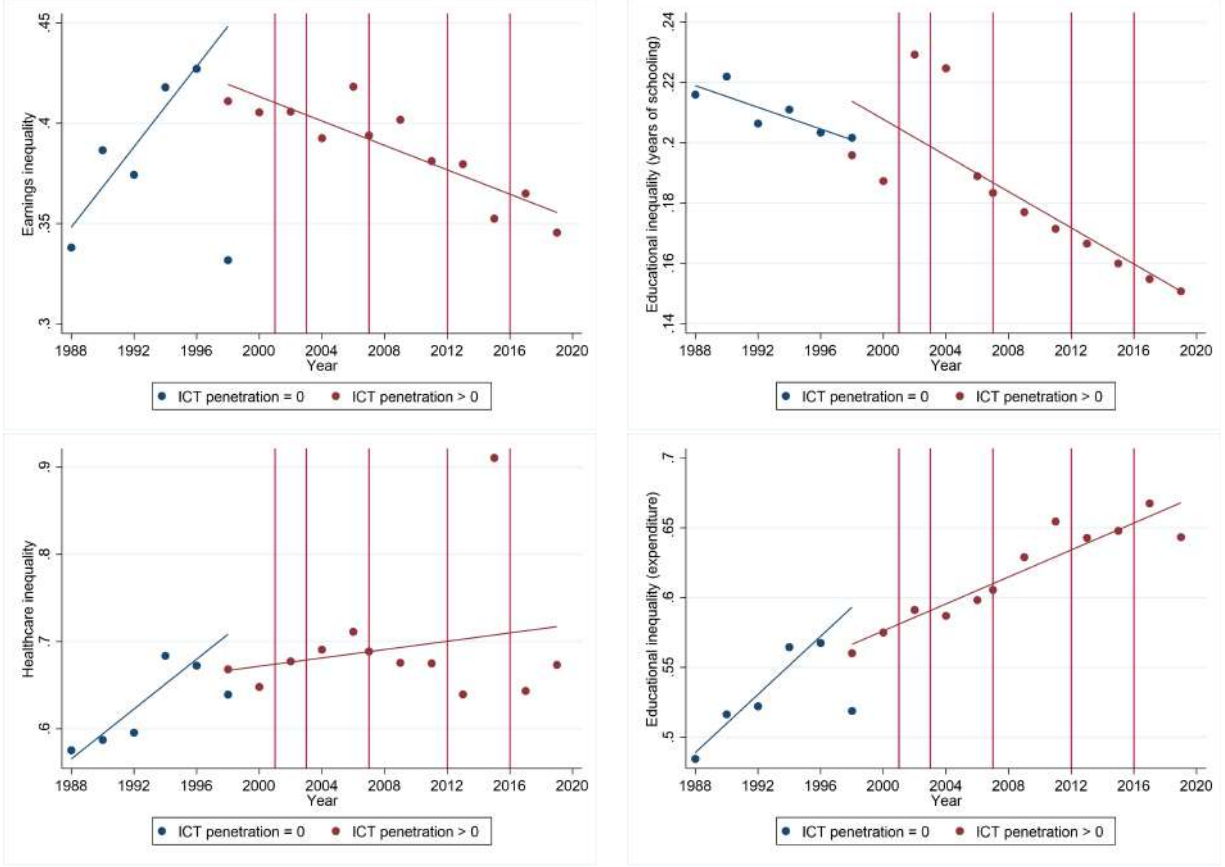 Earnings inequality
.45
.4
.35
.3
1988 1992 1996 2000 2004 2008 2012 2016 2020
Year
ICT penetration = 0 ICT penetration > 0
Educational inequality (years of schooling)
.24
.22
.2
.18
.16
.14
1988 1992 1996 2000 2004 2008 2012 2016 2020
Year
ICT penetration = 0 ICT penetration > 0
Healthcare inequality
.9
.8
.7
.6
1988 1992 1996 2000 2004 2008 2012 2016 2020
Year
ICT penetration = 0 ICT penetration > 0
Educational inequality (expenditure)
.7
.65
.6
.55
.5
1988 1992 1996 2000 2004 2008 2012 2016 2020
Year
ICT penetration = 0 ICT penetration > 0